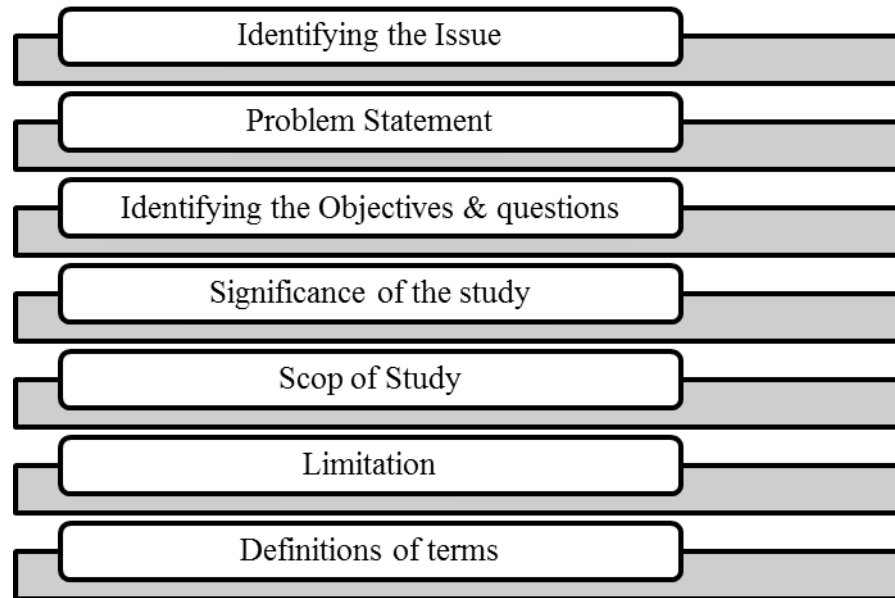 Identifying the Issue
Problem Statement
Identifying the Objectives & questions
Significance of the study
Scop of Study
Limitation
Definitions of terms